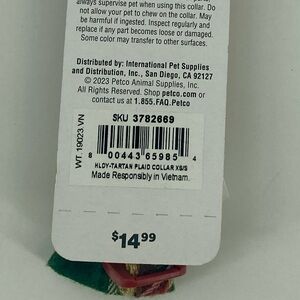 always supervise pet when using this collar. Do
not allow your pet to chew on the collar. May
be harmful if ingested. Inspect regularly and
replace if any part becomes loose or damaged.
Some color may transfer to other surfaces.
Distributed by: International Pet Supplies
and Distribution, Inc., San Diego, CA 92127
© 2023 Petco Animal Supplies, Inc.
All Rights Reserved. Shop petco.com or
contact us at 1.855.FAQ.Petco
WT. 19023.VN
SKU 3782669
8 00443 65985 4
HLDY-TARTAN PLAID COLLAR XS/S
Made Responsibly in Vietnam.
$14.99